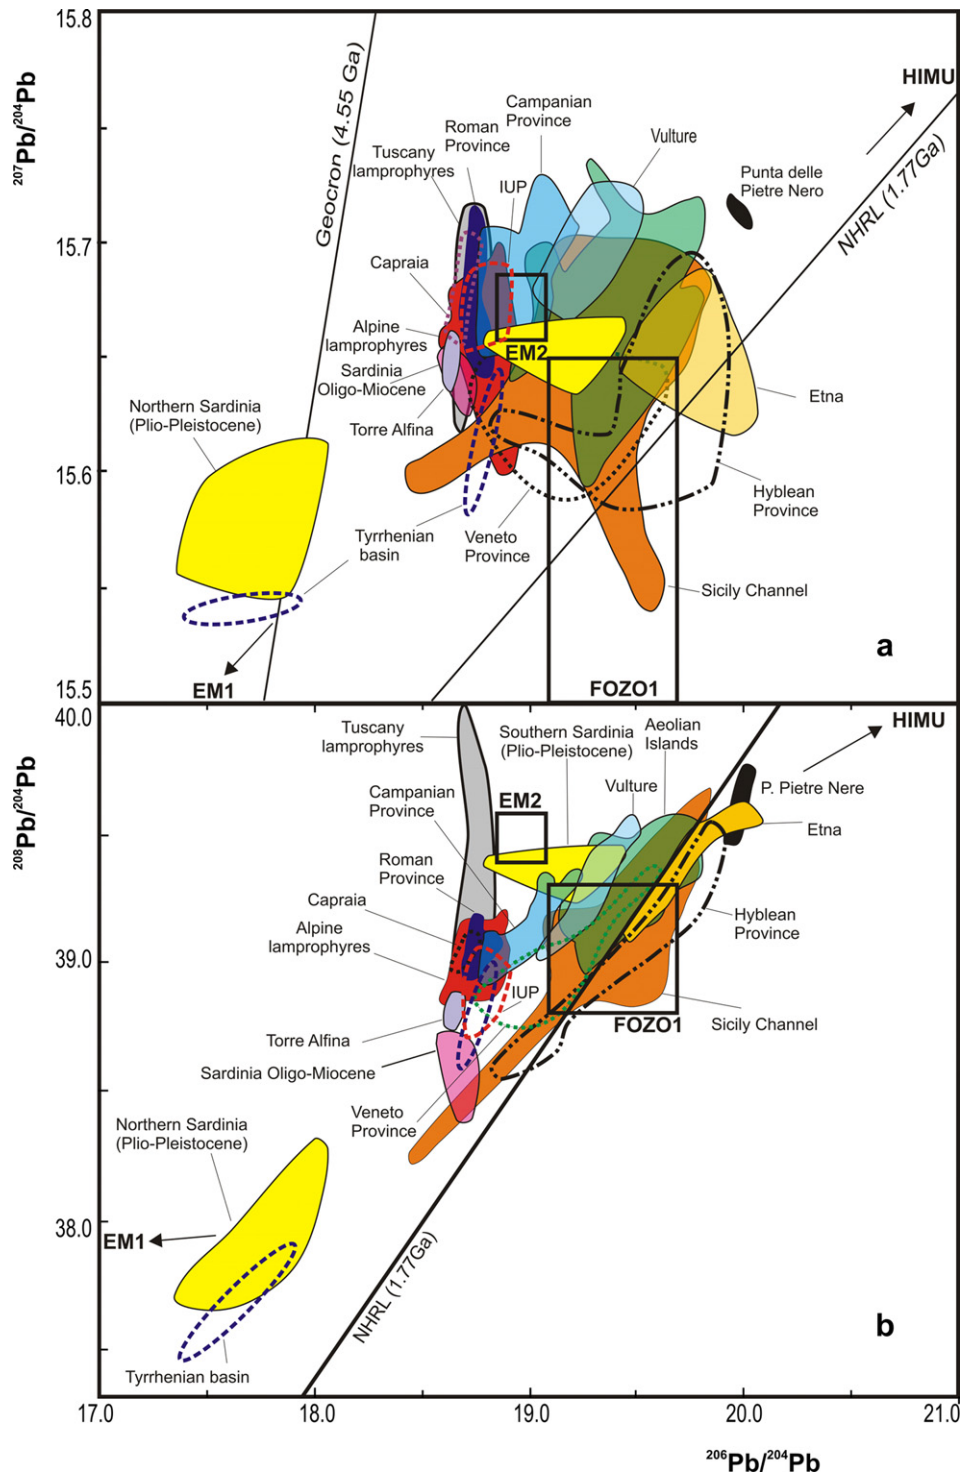 15.8
207Pb/204Pb
Geocron (4.55 Ga)
HIMU
NHRL (1.77Ga)
Campanian
Province
Roman
Province
Tuscany
lamprophyres
IUP
Vulture
Punta delle
Pietre Nero
15.7
Capraia
Alpine
lamprophyres
EM2
Sardinia
Oligo-Miocene
Etna
Northern Sardinia
(Plio-Pleistocene)
Torre Alfina
15.6
Tyrrhenian
basin
Veneto
Province
Hyblean
Province
Sicily Channel
a
EM1
FOZO1
15.5
40.0
208Pb/204Pb
Tuscany
lamprophyres
Southern Sardinia
(Plio-Pleistocene)
Aeolian
Islands
HIMU
Campanian
Province
EM2
Vulture
P. Pietre Nere
Etna
Roman
Province
Capraia
Alpine
lamprophyres
Hyblean
Province
39.0
IUP
FOZO1
Sicily Channel
Torre Alfina
Sardinia Oligo-Miocene
Veneto
Province
Northern Sardinia
(Plio-Pleistocene)
38.0
EM1
NHRL (1.77Ga)
Tyrrhenian basin
b
17.0 18.0 19.0 20.0 21.0
206Pb/204Pb